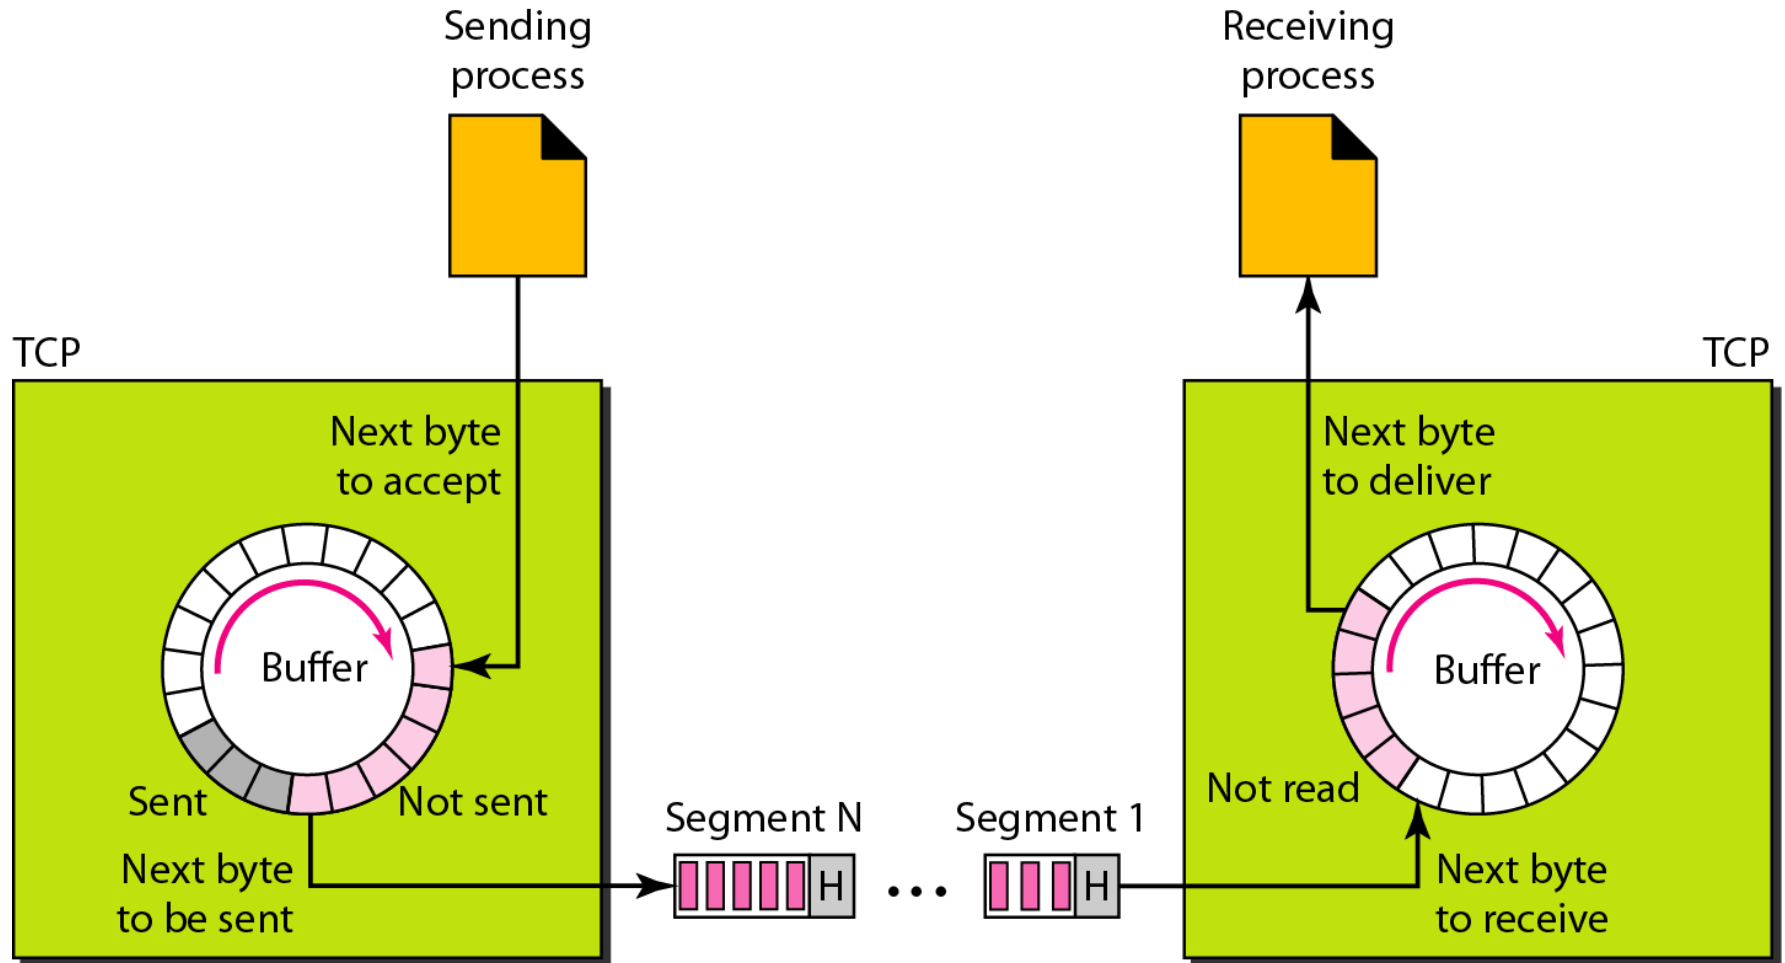 Sending
process
Receiving
process
TCP
TCP
Next byte
to accept
Next byte
to deliver
Buffer
Buffer
Sent
Not sent
Not read
Segment N
Segment 1
Next byte
to be sent
H
...
H
Next byte
to receive